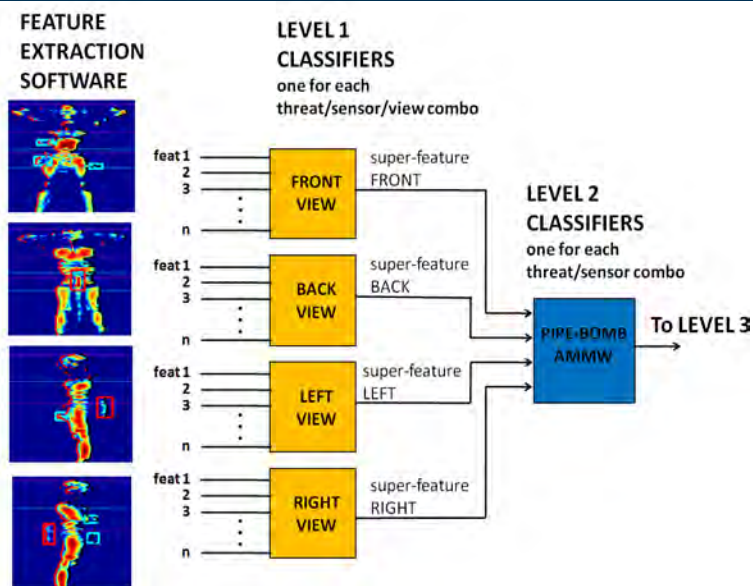 FEATURE
EXTRACTION
SOFTWARE
LEVEL 1
CLASSIFIERS
one for each
threat/sensor/view combo
feat 1
2
3
n
FRONT
VIEW
super-feature
FRONT
feat 1
2
3
n
BACK
VIEW
super-feature
BACK
feat 1
2
3
n
LEFT
VIEW
super-feature
LEFT
feat 1
2
3
n
RIGHT
VIEW
super-feature
RIGHT
LEVEL 2
CLASSIFIERS
one for each
threat/sensor combo
PIPE-BOMB
AMMW
To LEVEL 3